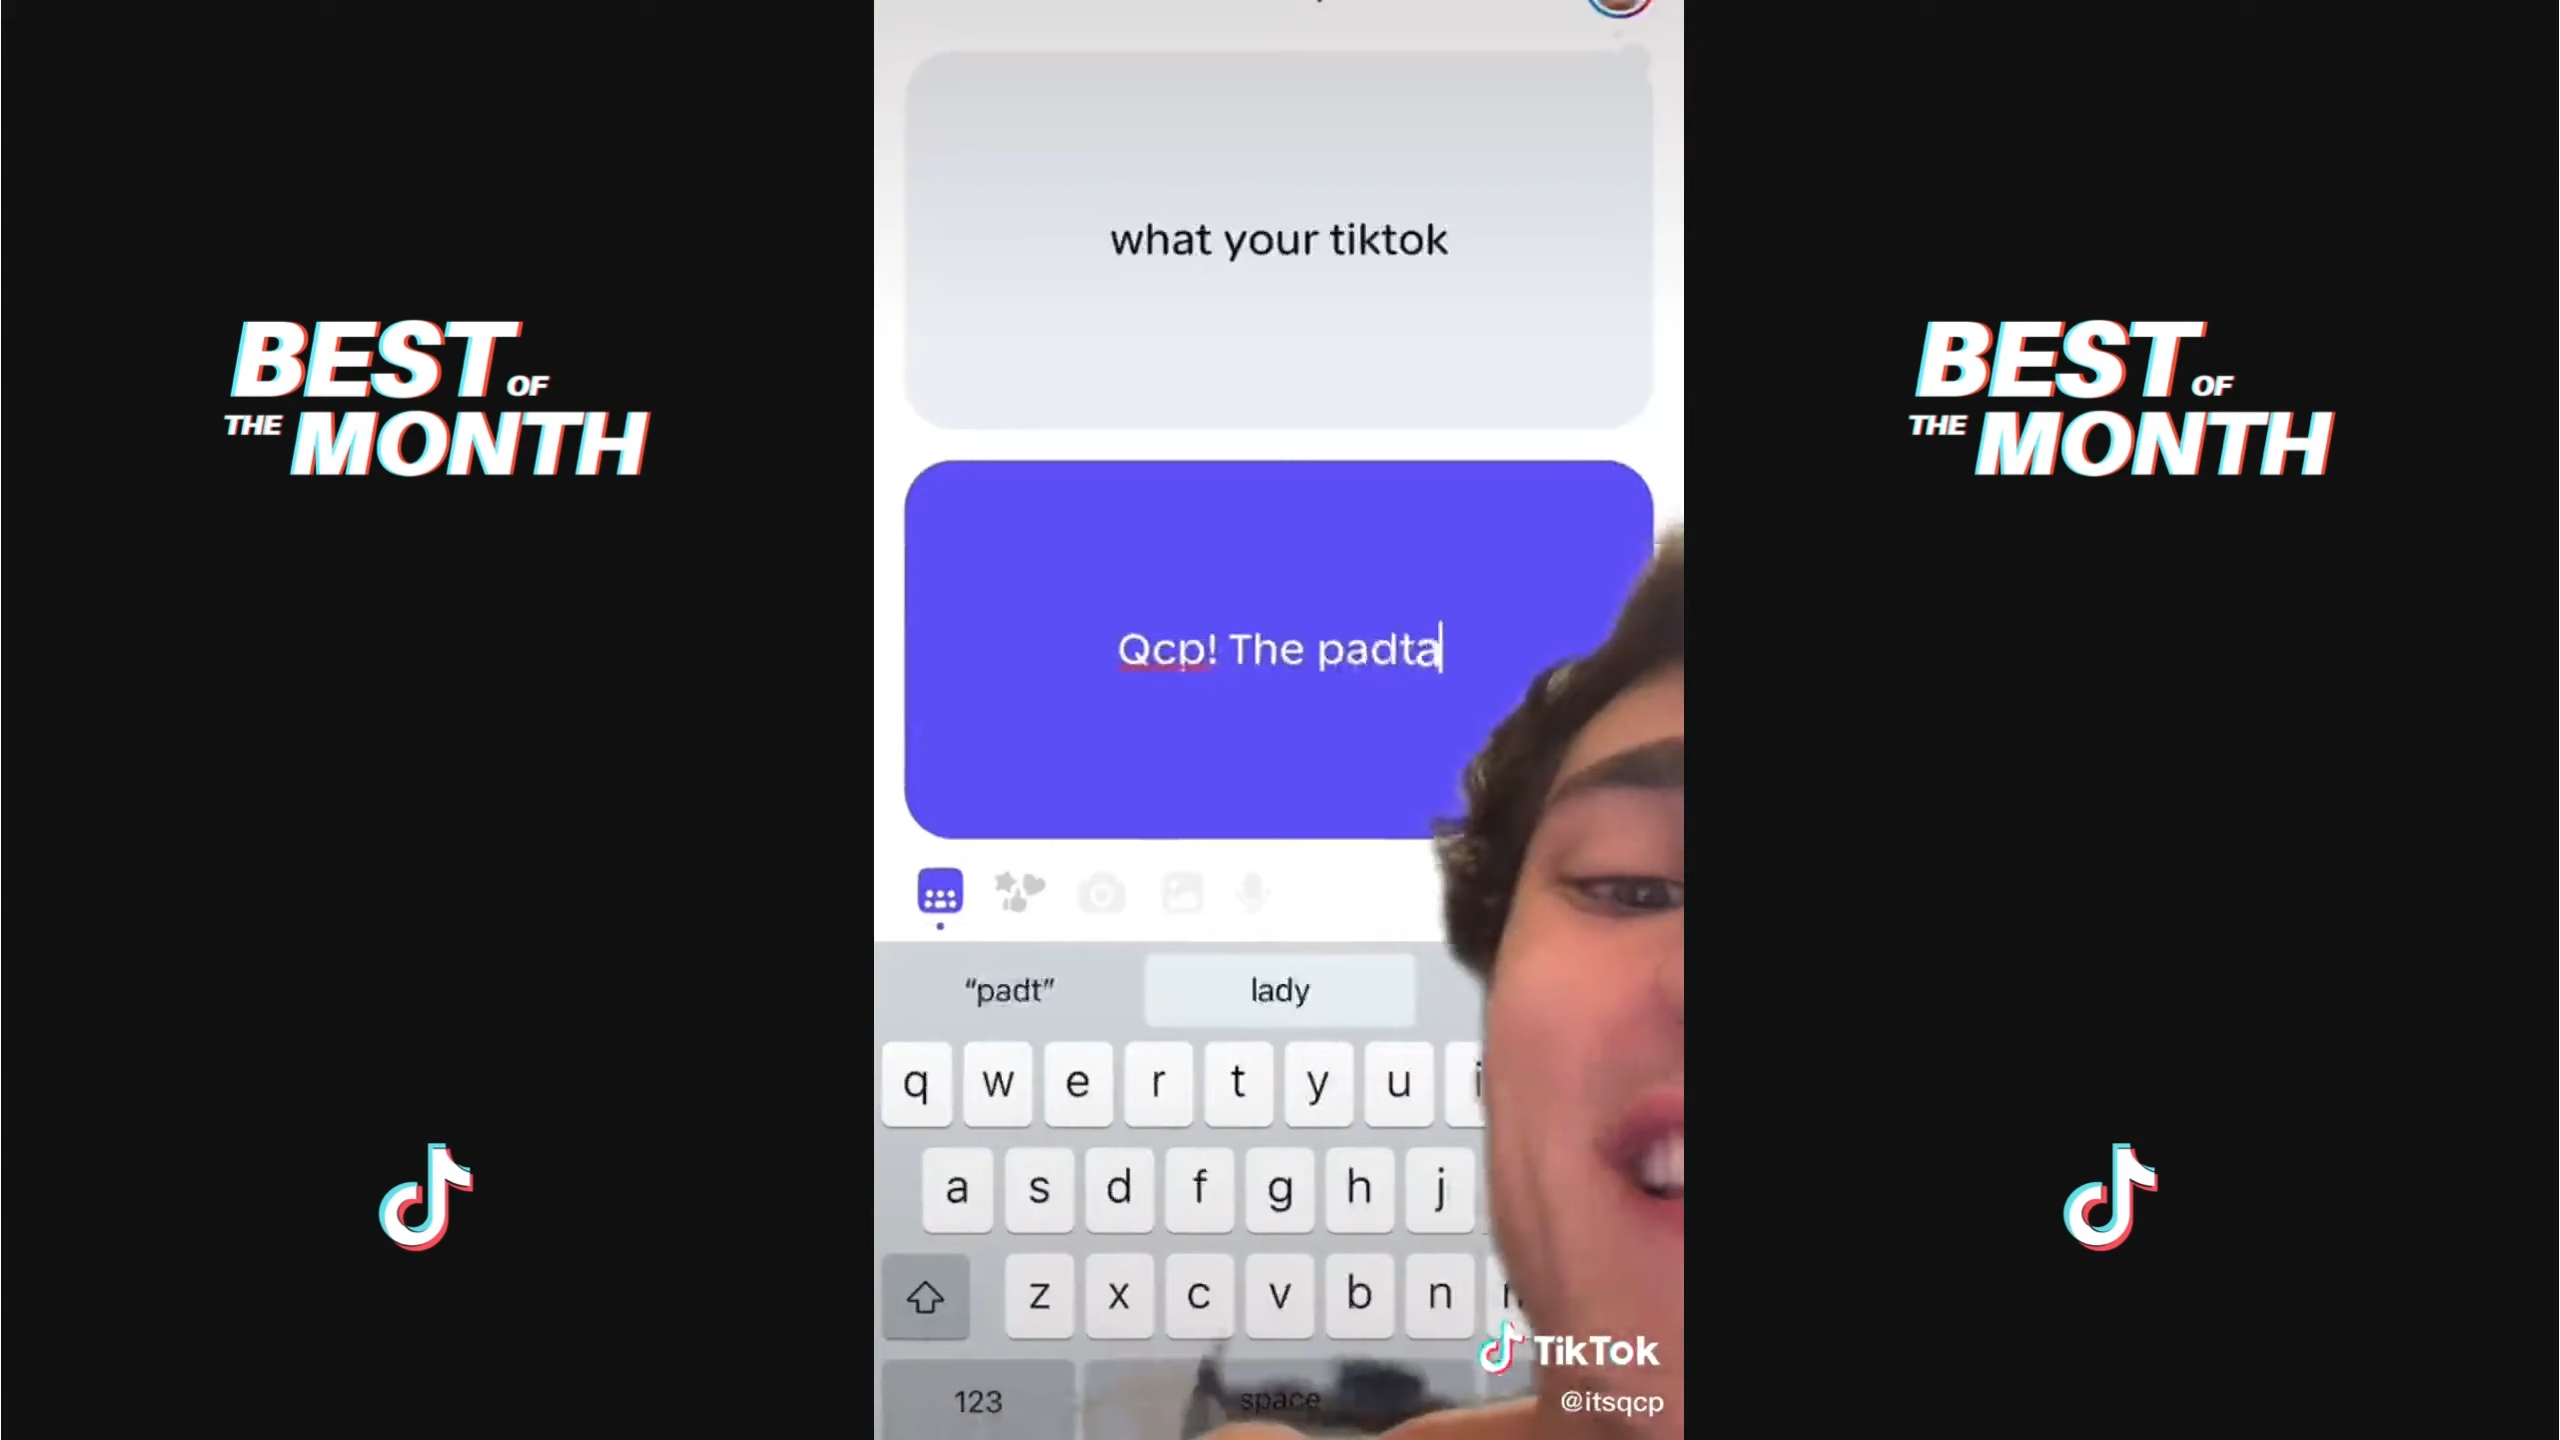 BEST OF
THE MONTH
what your tiktok
Qcp! The padta
“padt”
lady
q w e r t y u i
a s d f g h j
z x c v b n
123
space
TikTok
@itsqcp
BEST OF
THE MONTH